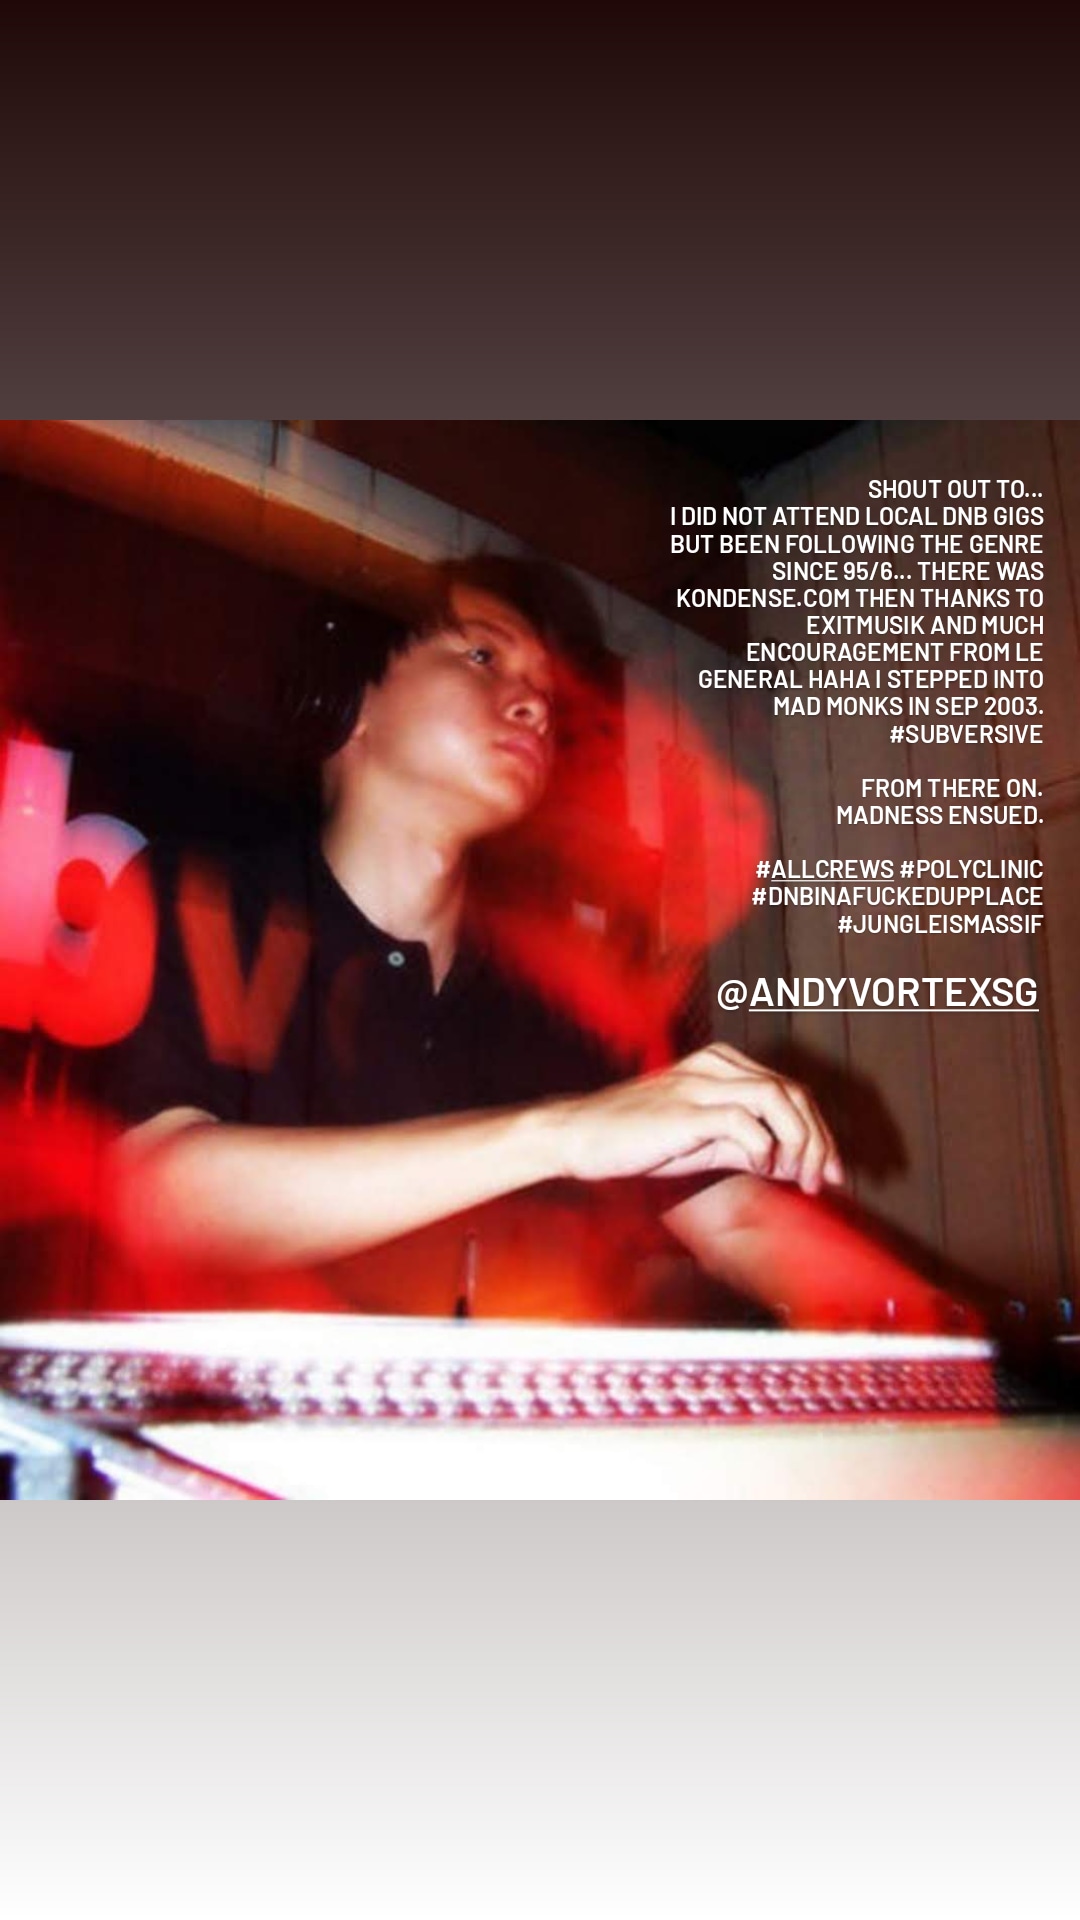 SHOUT OUT TO...
I DID NOT ATTEND LOCAL DNB GIGS
BUT BEEN FOLLOWING THE GENRE
SINCE 95/6... THERE WAS
KONDENSE.COM THEN THANKS TO
EXITMUSIK AND MUCH
ENCOURAGEMENT FROM LE
GENERAL HAHA I STEPPED INTO
MAD MONKS IN SEP 2003.
#SUBVERSIVE
FROM THERE ON.
MADNESS ENSUED.
#ALLCREWS #POLYCLINIC
#DNBINAFUCKEDUPPLACE
#JUNGLEISMASSIF
@ANDYVORTEXSG